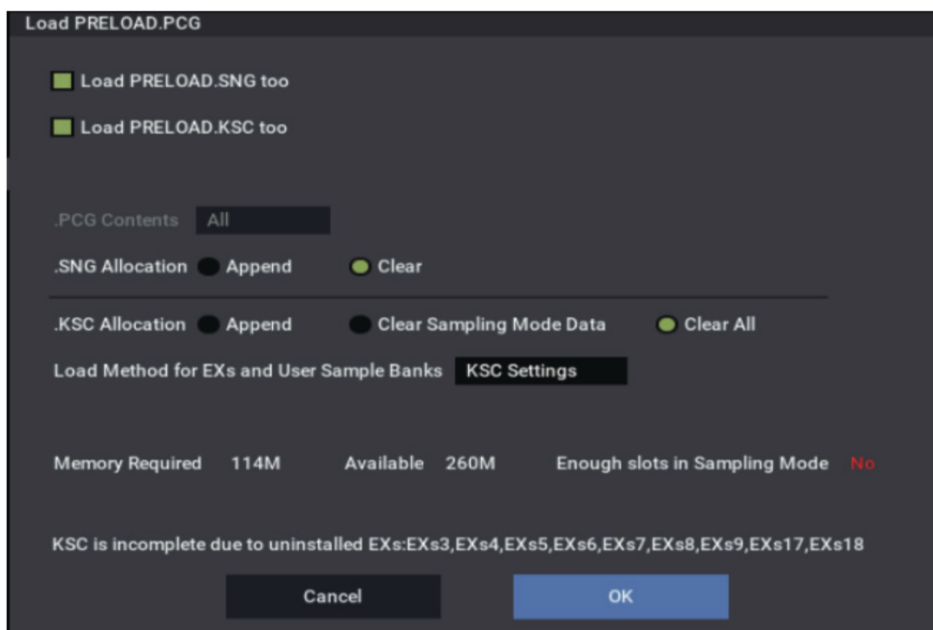 Load PRELOAD.PCG
Load PRELOAD.SNG too
Load PRELOAD.KSC too
.PCG Contents All
.SNG Allocation Append Clear
.KSC Allocation Append Clear Sampling Mode Data Clear All
Load Method for EXs and User Sample Banks KSC Settings
Memory Required 114M Available 260M Enough slots in Sampling Mode No
KSC is incomplete due to uninstalled EXs:EXs3,EXs4,EXs5,EXs6,EXs7,EXs8,EXs9,EXs17,EXs18
Cancel OK